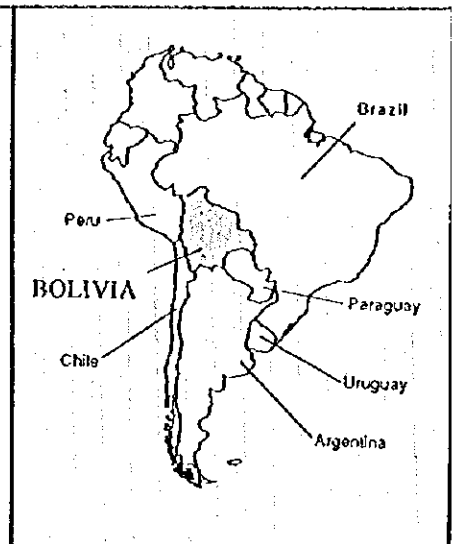 Brazil
Peru
BOLIVIA
Paraguay
Chile
Uruguay
Argentina